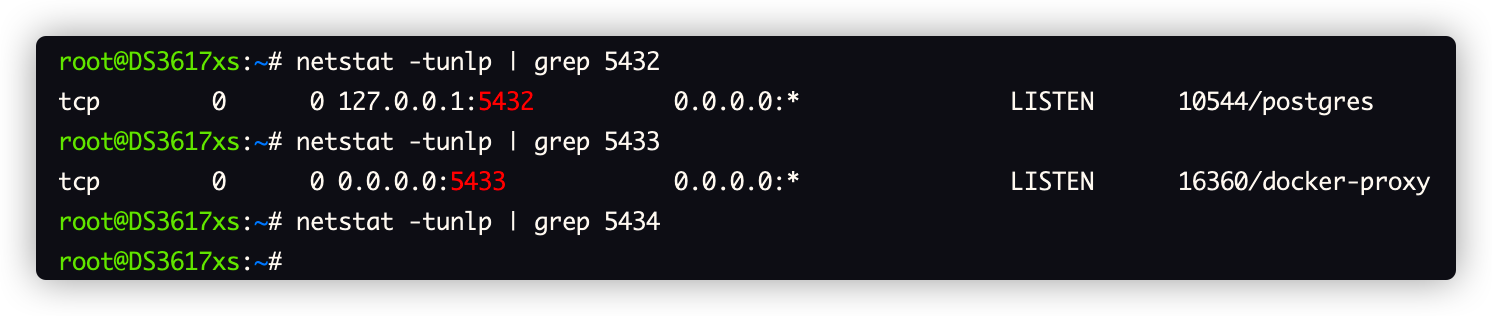 root@DS3617xs:~# netstat -tunlp | grep 5432
tcp        0      0 127.0.0.1:5432          0.0.0.0:*               LISTEN      10544/postgres
root@DS3617xs:~# netstat -tunlp | grep 5433
tcp        0      0 0.0.0.0:5433            0.0.0.0:*               LISTEN      16360/docker-proxy
root@DS3617xs:~# netstat -tunlp | grep 5434
root@DS3617xs:~#